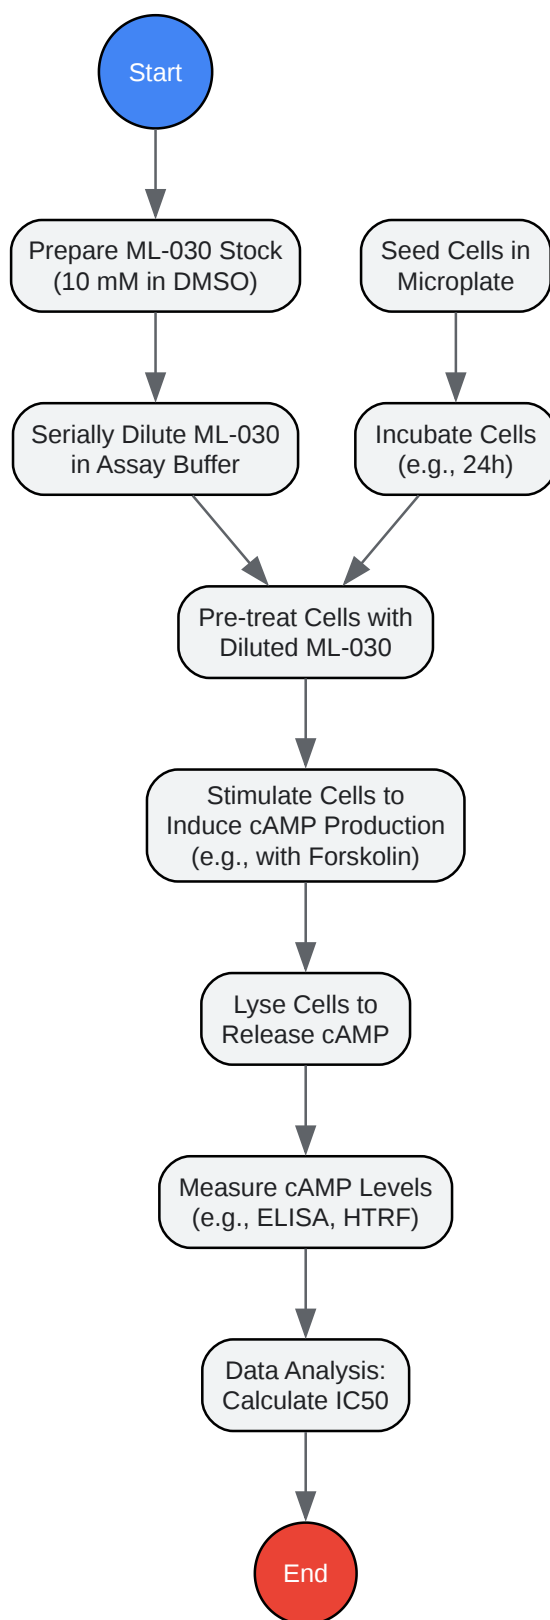 Start
Prepare ML-030 Stock
(10 mM in DMSO)
Seed Cells in
Microplate
Serially Dilute ML-030
in Assay Buffer
Incubate Cells
(e.g., 24h)
Pre-treat Cells with
Diluted ML-030
Stimulate Cells to
Induce cAMP Production
(e.g., with Forskolin)
Lyse Cells to
Release cAMP
Measure cAMP Levels
(e.g., ELISA, HTRF)
Data Analysis:
Calculate IC50
End